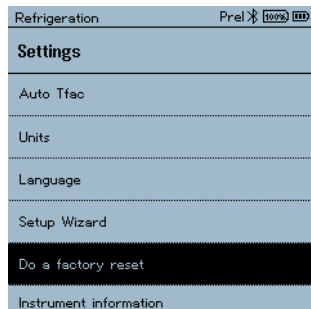 Refrigeration Prel 100%
Settings
Auto Tfac
Units
Language
Setup Wizard
Do a factory reset
Instrument information